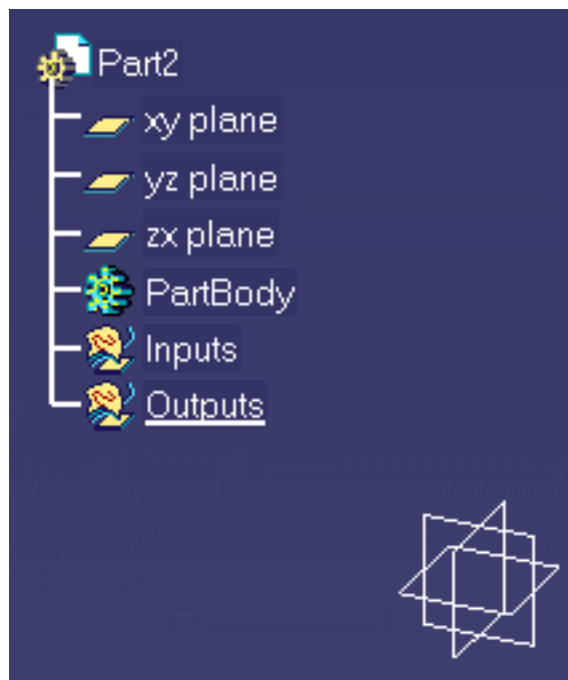 Part2
xy plane
yz plane
zx plane
PartBody
Inputs
Outputs